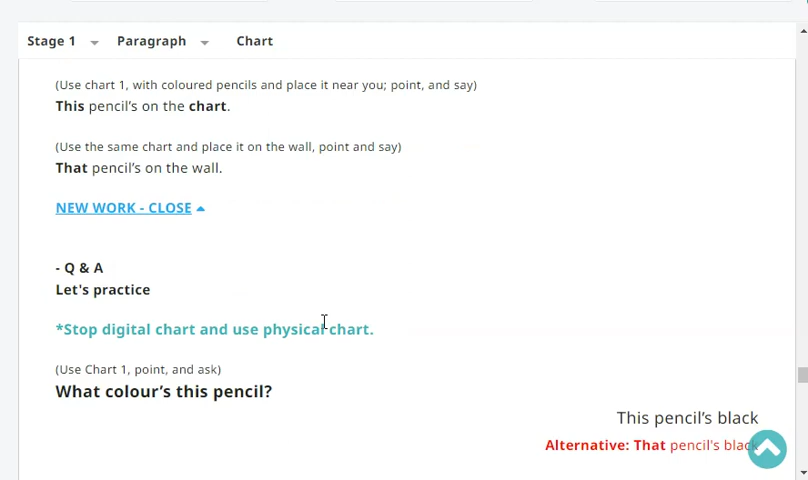 Stage 1 Paragraph Chart
(Use chart 1, with coloured pencils and place it near you; point, and say)
This pencil's on the chart.
(Use the same chart and place it on the wall, point and say)
That pencil's on the wall.
NEW WORK - CLOSE
- Q & A
Let's practice
*Stop digital chart and use physical chart.
(Use Chart 1, point, and ask)
What colour's this pencil?
This pencil's black
Alternative: That pencil's black